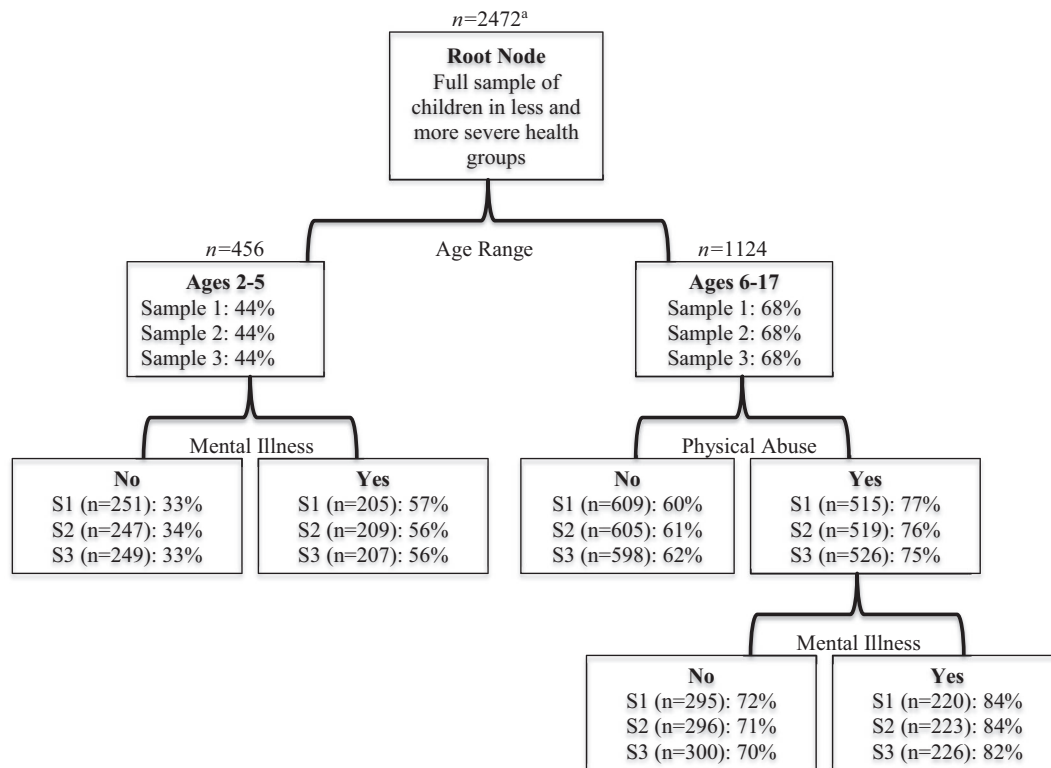 n=2472ᵃ
Root Node
Full sample of
children in less and
more severe health
groups
Age Range
n=456
Ages 2-5
Sample 1: 44%
Sample 2: 44%
Sample 3: 44%
n=1124
Ages 6-17
Sample 1: 68%
Sample 2: 68%
Sample 3: 68%
Mental Illness
No
S1 (n=251): 33%
S2 (n=247): 34%
S3 (n=249): 33%
Yes
S1 (n=205): 57%
S2 (n=209): 56%
S3 (n=207): 56%
Physical Abuse
No
S1 (n=609): 60%
S2 (n=605): 61%
S3 (n=598): 62%
Yes
S1 (n=515): 77%
S2 (n=519): 76%
S3 (n=526): 75%
Mental Illness
No
S1 (n=295): 72%
S2 (n=296): 71%
S3 (n=300): 70%
Yes
S1 (n=220): 84%
S2 (n=223): 84%
S3 (n=226): 82%